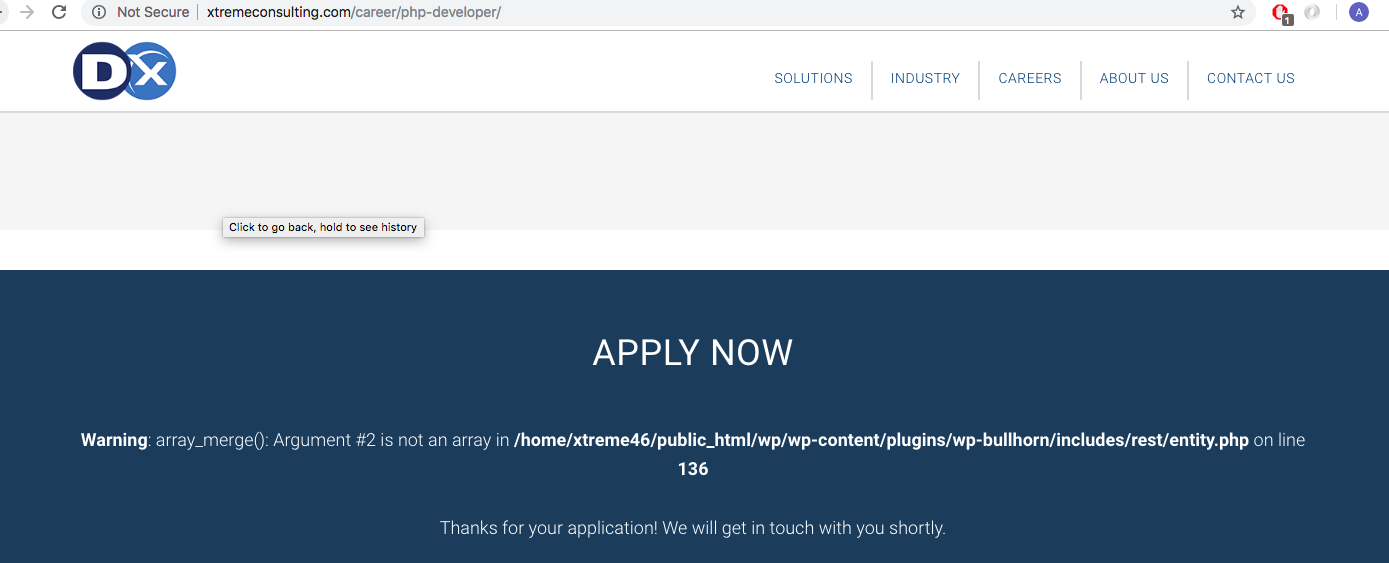 Not Secure xtremeconsulting.com/career/php-developer/
1
A
DX
SOLUTIONS INDUSTRY CAREERS ABOUT US CONTACT US
Click to go back, hold to see history
APPLY NOW
Warning: array_merge(): Argument #2 is not an array in /home/xtreme46/public_html/wp/wp-content/plugins/wp-bullhorn/includes/rest/entity.php on line
136
Thanks for your application! We will get in touch with you shortly.